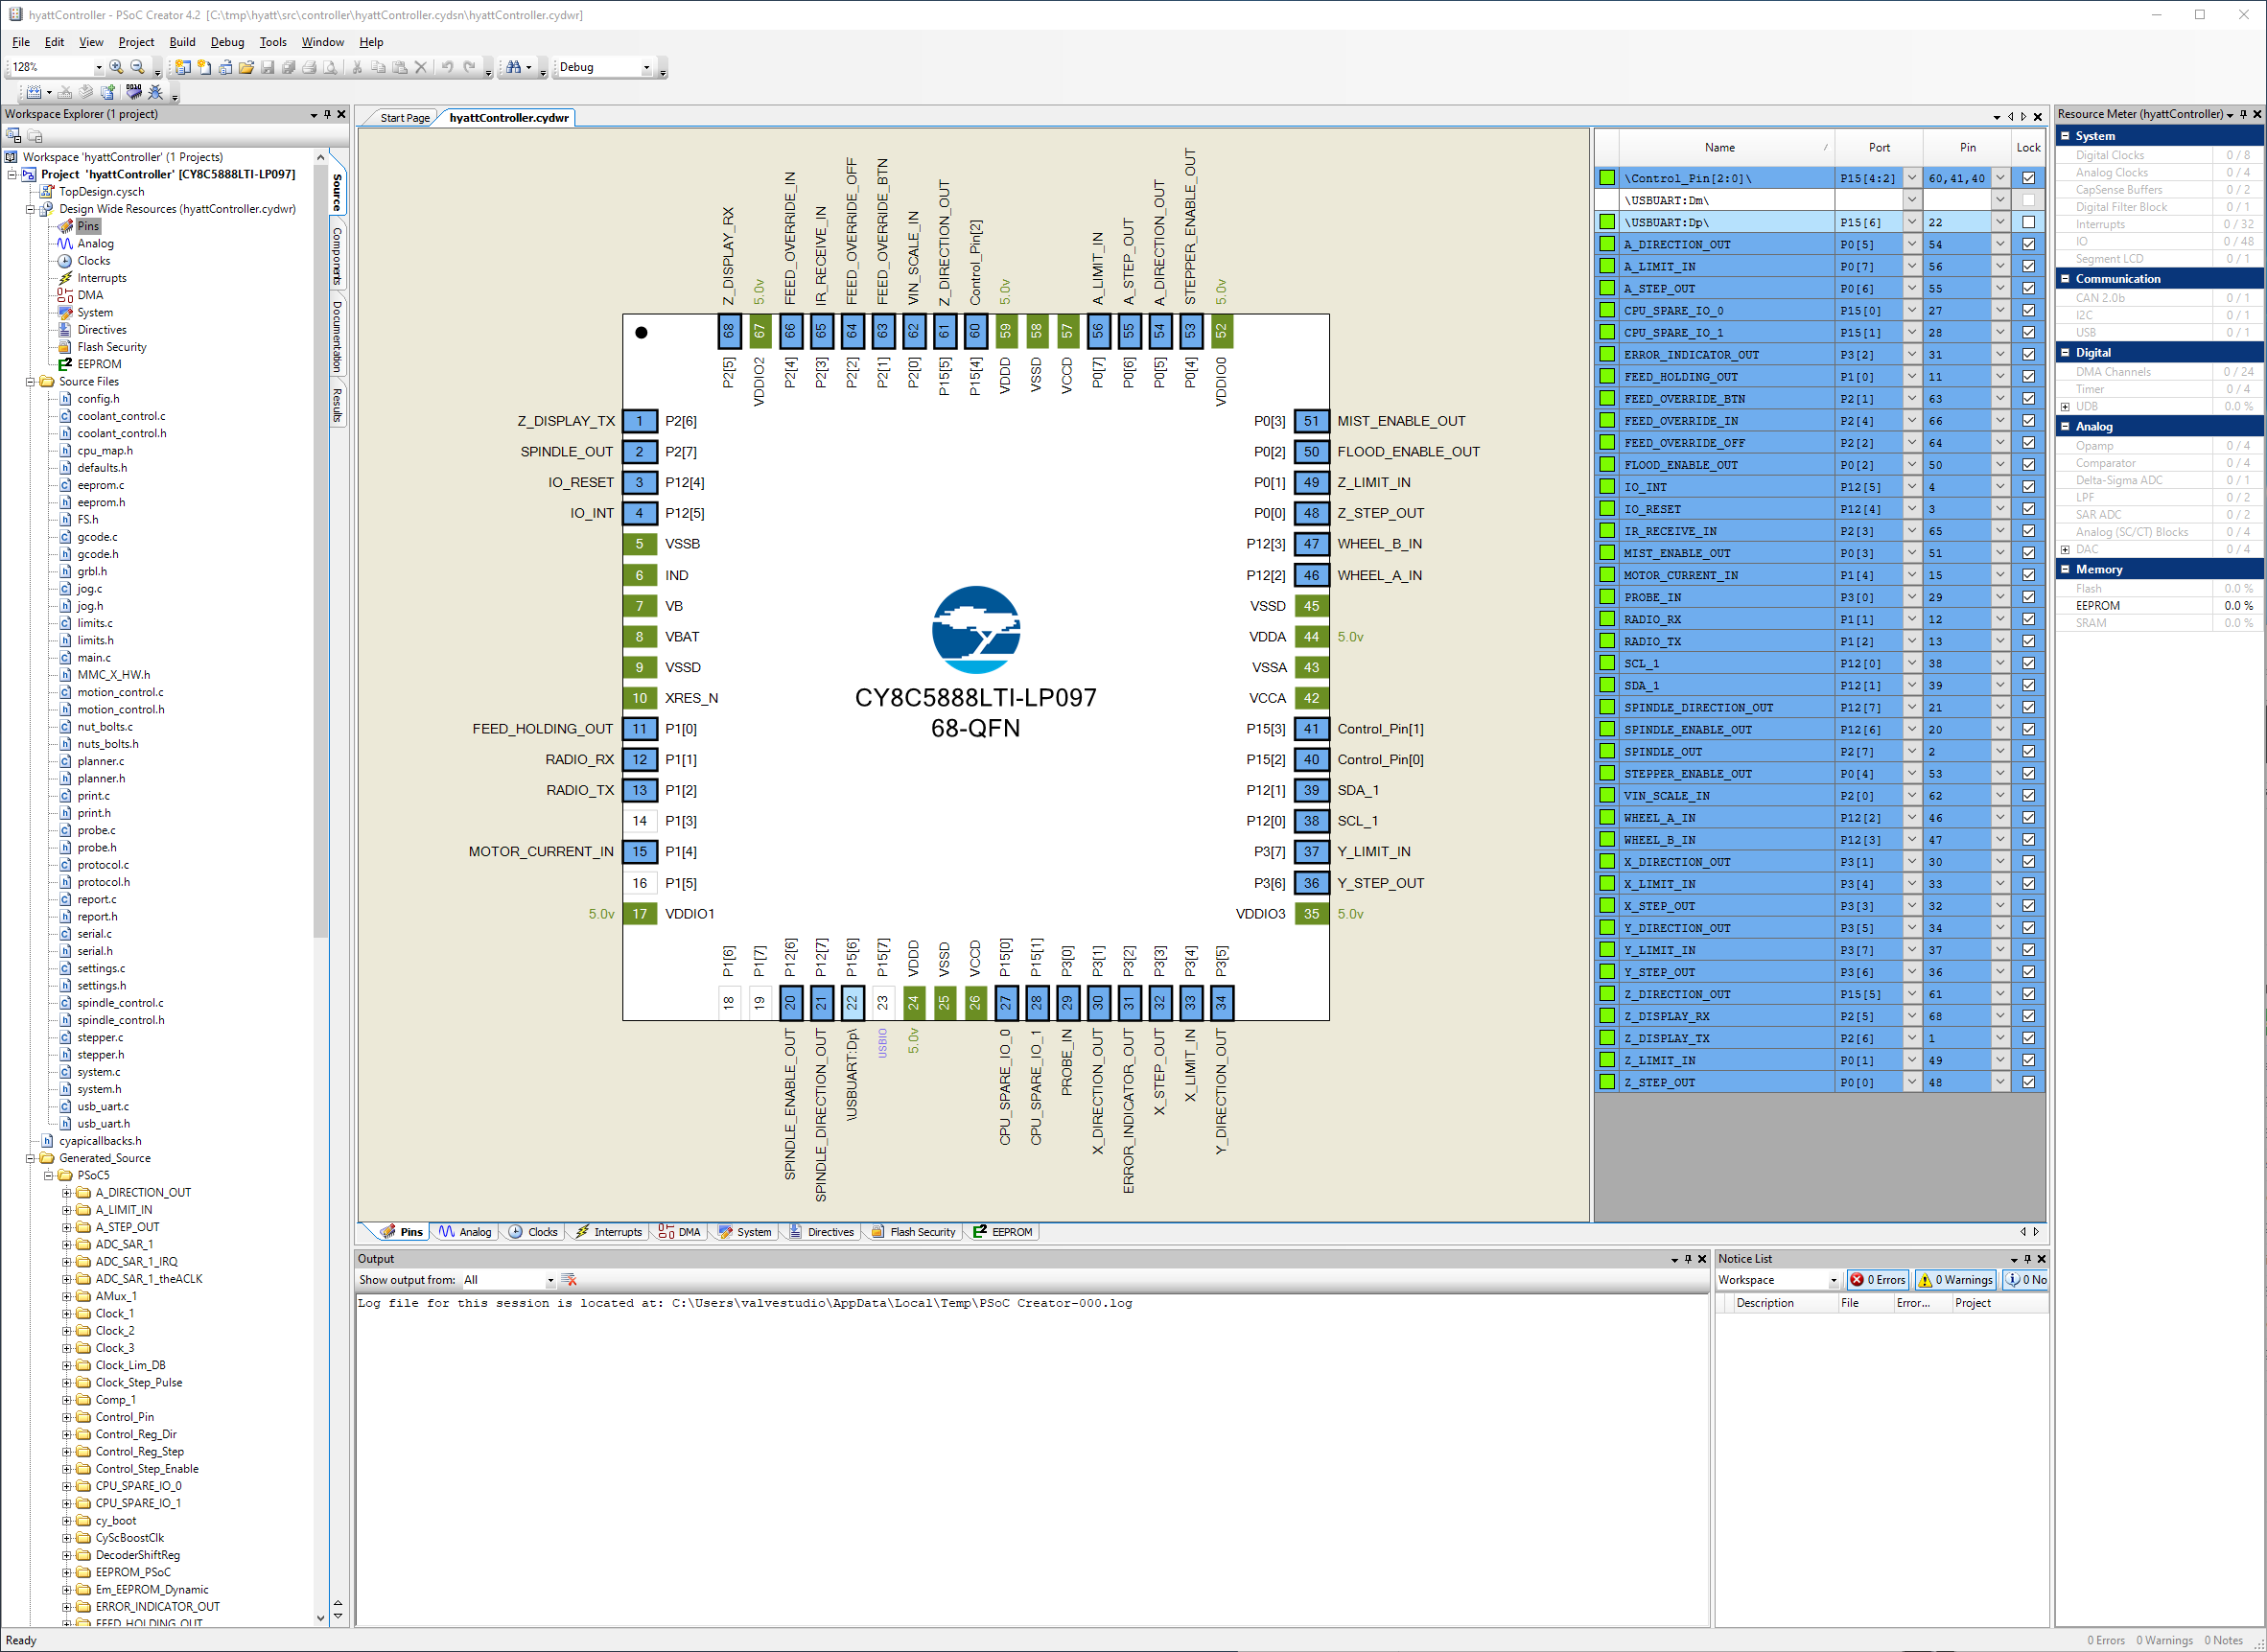 hyattController - PSoC Creator 4.2 [C:\tmp\hyatt\src\controller\hyattController.cydsn\hyattController.cydwr]
File Edit View Project Build Debug Tools Window Help
128% Debug
Workspace Explorer (1 project)
Workspace 'hyattController' (1 Projects)
Project 'hyattController' [CY8C5888LTI-LP097]
TopDesign.cysch
Design Wide Resources (hyattController.cydwr)
Pins
Analog
Clocks
Interrupts
DMA
System
Directives
Flash Security
EEPROM
Source Files
config.h
coolant_control.c
coolant_control.h
cpu_map.h
defaults.h
eeprom.c
eeprom.h
FS.h
gcode.c
gcode.h
grbl.h
jog.c
jog.h
limits.c
limits.h
main.c
MMC_X_HW.h
motion_control.c
motion_control.h
nut_bolts.c
nuts_bolts.h
planner.c
planner.h
print.c
print.h
probe.c
probe.h
protocol.c
protocol.h
report.c
report.h
serial.c
serial.h
settings.c
settings.h
spindle_control.c
spindle_control.h
stepper.c
stepper.h
system.c
system.h
usb_uart.c
usb_uart.h
cyapicallbacks.h
Generated_Source
PSoC5
A_DIRECTION_OUT
A_LIMIT_IN
A_STEP_OUT
ADC_SAR_1
ADC_SAR_1_IRQ
ADC_SAR_1_theACLK
AMux_1
Clock_1
Clock_2
Clock_3
Clock_Lim_DB
Clock_Step_Pulse
Comp_1
Control_Pin
Control_Reg_Dir
Control_Reg_Step
Control_Step_Enable
CPU_SPARE_IO_0
CPU_SPARE_IO_1
cy_boot
CyScBoostClk
DecoderShiftReg
EEPROM_PSoC
Em_EEPROM_Dynamic
ERROR_INDICATOR_OUT
FEED_HOLDING_OUT
Source
Components
Documentation
Results
Start Page hyattController.cydwr
Z_DISPLAY_RX 68 P2[5]
5.0v 67 VDDIO2
FEED_OVERRIDE_IN 66 P2[4]
IR_RECEIVE_IN 65 P2[3]
FEED_OVERRIDE_OFF 64 P2[2]
FEED_OVERRIDE_BTN 63 P2[1]
VIN_SCALE_IN 62 P2[0]
Z_DIRECTION_OUT 61 P15[5]
Control_Pin[2] 60 P15[4]
5.0v 59 VDDD
58 VSSD
57 VCCD
A_LIMIT_IN 56 P0[7]
A_STEP_OUT 55 P0[6]
A_DIRECTION_OUT 54 P0[5]
STEPPER_ENABLE_OUT 53 P0[4]
5.0v 52 VDDIO0
Z_DISPLAY_TX 1 P2[6]
SPINDLE_OUT 2 P2[7]
IO_RESET 3 P12[4]
IO_INT 4 P12[5]
5 VSSB
6 IND
7 VB
8 VBAT
9 VSSD
10 XRES_N
FEED_HOLDING_OUT 11 P1[0]
RADIO_RX 12 P1[1]
RADIO_TX 13 P1[2]
14 P1[3]
MOTOR_CURRENT_IN 15 P1[4]
16 P1[5]
5.0v 17 VDDIO1
CY8C5888LTI-LP097
68-QFN
P0[3] 51 MIST_ENABLE_OUT
P0[2] 50 FLOOD_ENABLE_OUT
P0[1] 49 Z_LIMIT_IN
P0[0] 48 Z_STEP_OUT
P12[3] 47 WHEEL_B_IN
P12[2] 46 WHEEL_A_IN
VSSD 45
VDDA 44 5.0v
VSSA 43
VCCA 42
P15[3] 41 Control_Pin[1]
P15[2] 40 Control_Pin[0]
P12[1] 39 SDA_1
P12[0] 38 SCL_1
P3[7] 37 Y_LIMIT_IN
P3[6] 36 Y_STEP_OUT
VDDIO3 35 5.0v
P1[6] 18
P1[7] 19
P12[6] 20 SPINDLE_ENABLE_OUT
P12[7] 21 SPINDLE_DIRECTION_OUT
P15[6] 22 \USBUART:Dp\
P15[7] 23 USBIO
VDDD 24 5.0v
VSSD 25
VCCD 26
P15[0] 27 CPU_SPARE_IO_0
P15[1] 28 CPU_SPARE_IO_1
P3[0] 29 PROBE_IN
P3[1] 30 X_DIRECTION_OUT
P3[2] 31 ERROR_INDICATOR_OUT
P3[3] 32 X_STEP_OUT
P3[4] 33 X_LIMIT_IN
P3[5] 34 Y_DIRECTION_OUT
Name / Port Pin Lock
\Control_Pin[2:0]\ P15[4:2] 60,41,40
\USBUART:Dm\
\USBUART:Dp\ P15[6] 22
A_DIRECTION_OUT P0[5] 54
A_LIMIT_IN P0[7] 56
A_STEP_OUT P0[6] 55
CPU_SPARE_IO_0 P15[0] 27
CPU_SPARE_IO_1 P15[1] 28
ERROR_INDICATOR_OUT P3[2] 31
FEED_HOLDING_OUT P1[0] 11
FEED_OVERRIDE_BTN P2[1] 63
FEED_OVERRIDE_IN P2[4] 66
FEED_OVERRIDE_OFF P2[2] 64
FLOOD_ENABLE_OUT P0[2] 50
IO_INT P12[5] 4
IO_RESET P12[4] 3
IR_RECEIVE_IN P2[3] 65
MIST_ENABLE_OUT P0[3] 51
MOTOR_CURRENT_IN P1[4] 15
PROBE_IN P3[0] 29
RADIO_RX P1[1] 12
RADIO_TX P1[2] 13
SCL_1 P12[0] 38
SDA_1 P12[1] 39
SPINDLE_DIRECTION_OUT P12[7] 21
SPINDLE_ENABLE_OUT P12[6] 20
SPINDLE_OUT P2[7] 2
STEPPER_ENABLE_OUT P0[4] 53
VIN_SCALE_IN P2[0] 62
WHEEL_A_IN P12[2] 46
WHEEL_B_IN P12[3] 47
X_DIRECTION_OUT P3[1] 30
X_LIMIT_IN P3[4] 33
X_STEP_OUT P3[3] 32
Y_DIRECTION_OUT P3[5] 34
Y_LIMIT_IN P3[7] 37
Y_STEP_OUT P3[6] 36
Z_DIRECTION_OUT P15[5] 61
Z_DISPLAY_RX P2[5] 68
Z_DISPLAY_TX P2[6] 1
Z_LIMIT_IN P0[1] 49
Z_STEP_OUT P0[0] 48
Pins Analog Clocks Interrupts DMA System Directives Flash Security EEPROM
Output
Show output from: All
Log file for this session is located at: C:\Users\valvestudio\AppData\Local\Temp\PSoC Creator-000.log
Notice List
Workspace 0 Errors 0 Warnings 0 No
Description File Error... Project
Resource Meter (hyattController)
System
Digital Clocks 0 / 8
Analog Clocks 0 / 4
CapSense Buffers 0 / 2
Digital Filter Block 0 / 1
Interrupts 0 / 32
IO 0 / 48
Segment LCD 0 / 1
Communication
CAN 2.0b 0 / 1
I2C 0 / 1
USB 0 / 1
Digital
DMA Channels 0 / 24
Timer 0 / 4
UDB 0.0 %
Analog
Opamp 0 / 4
Comparator 0 / 4
Delta-Sigma ADC 0 / 1
LPF 0 / 2
SAR ADC 0 / 2
Analog (SC/CT) Blocks 0 / 4
DAC 0 / 4
Memory
Flash 0.0 %
EEPROM 0.0 %
SRAM 0.0 %
Ready
0 Errors 0 Warnings 0 Notes